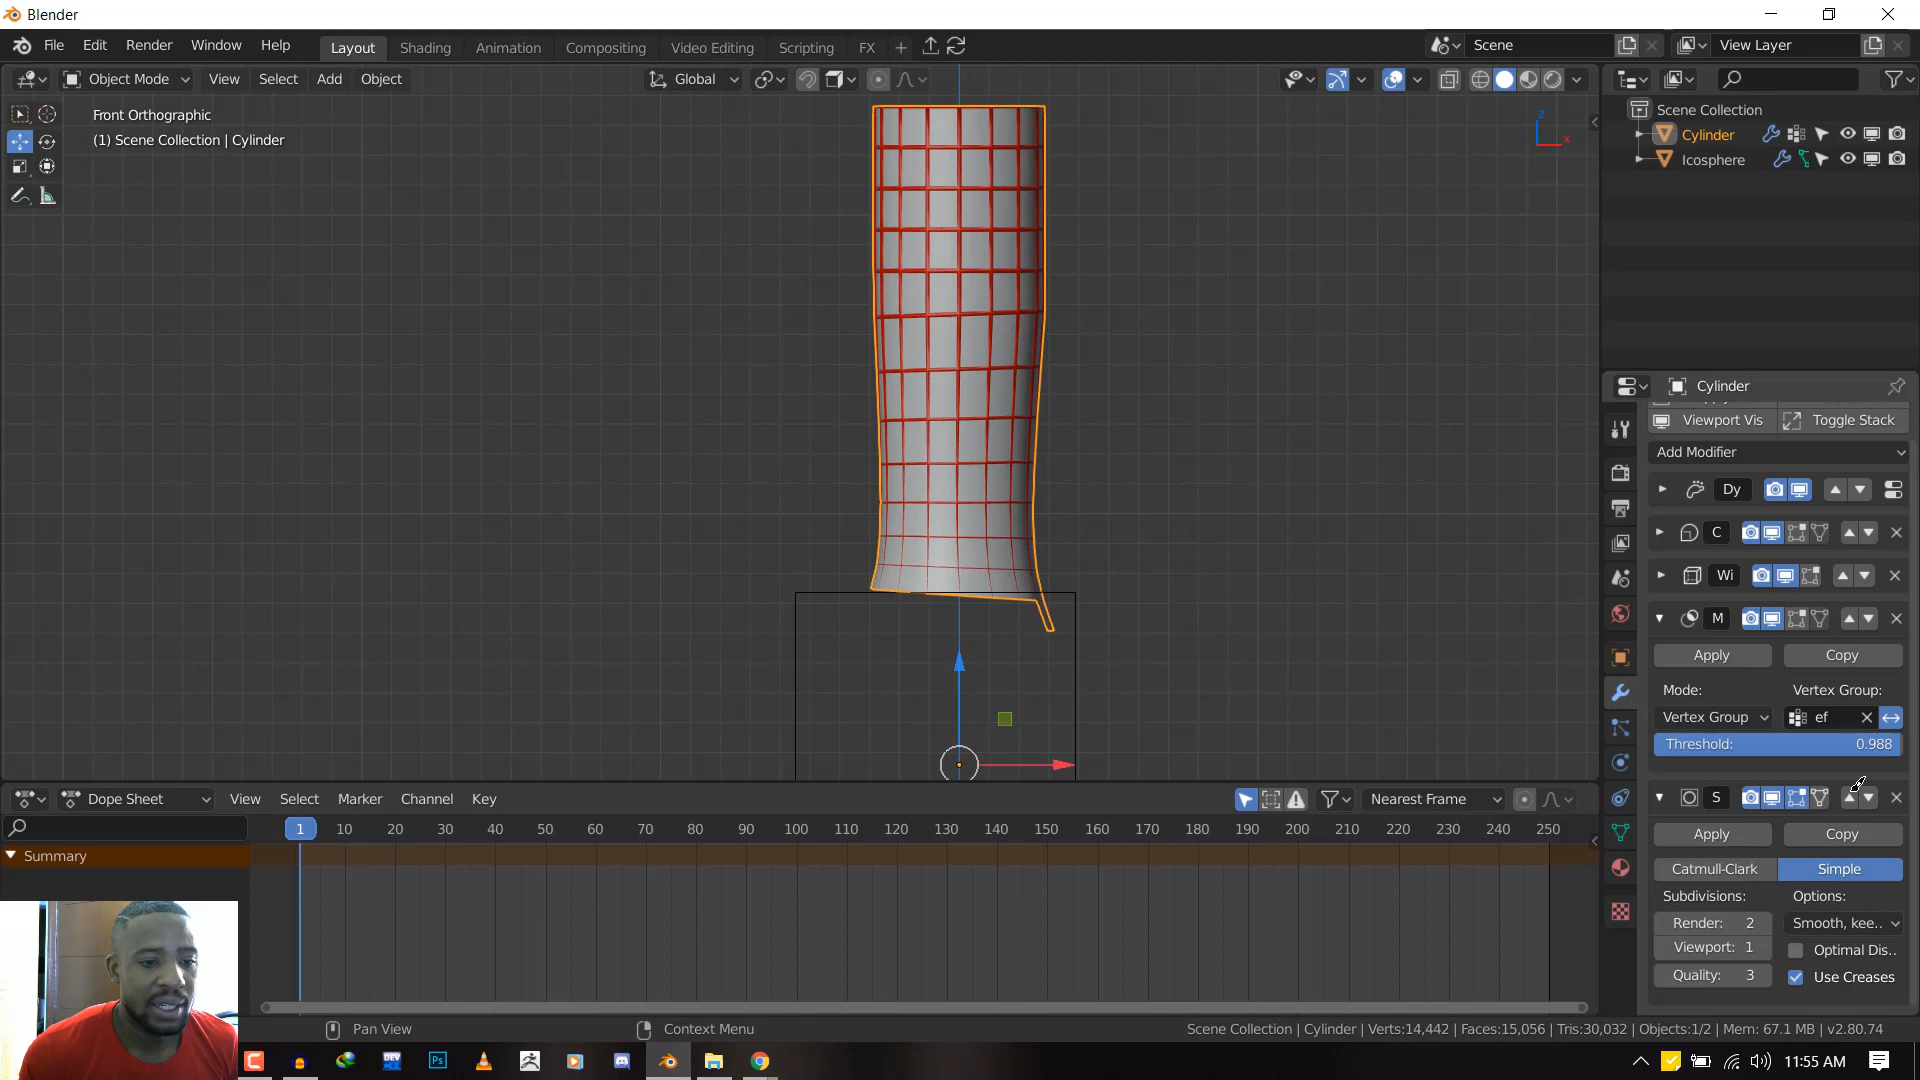 Blender
File Edit Render Window Help Layout Shading Animation Compositing Video Editing Scripting FX + Scene View Layer
Object Mode View Select Add Object Global
Front Orthographic
(1) Scene Collection | Cylinder
z
x
Scene Collection
Cylinder
Icosphere
Cylinder
Viewport Vis Toggle Stack
Add Modifier
Dy
C
Wi
M
Apply Copy
Mode: Vertex Group:
Vertex Group ef
Threshold: 0.988
S
Apply Copy
Catmull-Clark Simple
Subdivisions: Options:
Render: 2 Smooth, kee..
Viewport: 1 Optimal Dis..
Quality: 3 Use Creases
Dope Sheet View Select Marker Channel Key Nearest Frame
1 10 20 30 40 50 60 70 80 90 100 110 120 130 140 150 160 170 180 190 200 210 220 230 240 250
Summary
Pan View Context Menu Scene Collection | Cylinder | Verts:14,442 | Faces:15,056 | Tris:30,032 | Objects:1/2 | Mem: 67.1 MB | v2.80.74
DEV Ps 11:55 AM